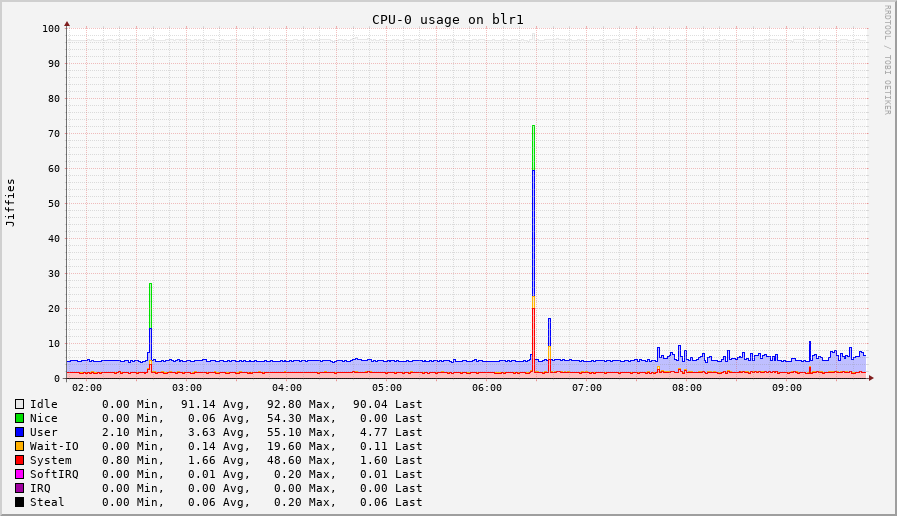 CPU-0 usage on blr1
RRDTOOL / TOBI OETIKER
Jiffies
100
90
80
70
60
50
40
30
20
10
0
02:00 03:00 04:00 05:00 06:00 07:00 08:00 09:00
Idle 0.00 Min, 91.14 Avg, 92.80 Max, 90.04 Last
Nice 0.00 Min, 0.06 Avg, 54.30 Max, 0.00 Last
User 2.10 Min, 3.63 Avg, 55.10 Max, 4.77 Last
Wait-IO 0.00 Min, 0.14 Avg, 19.60 Max, 0.11 Last
System 0.80 Min, 1.66 Avg, 48.60 Max, 1.60 Last
SoftIRQ 0.00 Min, 0.01 Avg, 0.20 Max, 0.01 Last
IRQ 0.00 Min, 0.00 Avg, 0.00 Max, 0.00 Last
Steal 0.00 Min, 0.06 Avg, 0.20 Max, 0.06 Last